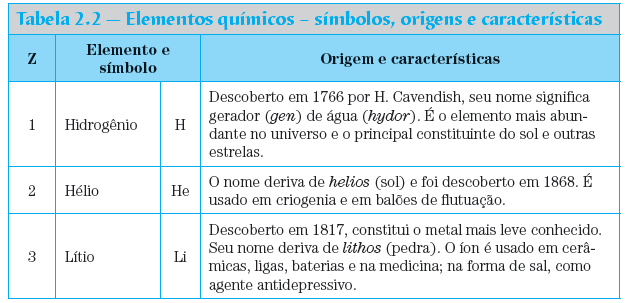 Tabela 2.2 — Elementos químicos – símbolos, origens e características
Z
Elemento e
símbolo
Origem e características
1
Hidrogênio
H
Descoberto em 1766 por H. Cavendish, seu nome significa
gerador (gen) de água (hydor). É o elemento mais abun-
dante no universo e o principal constituinte do sol e outras
estrelas.
2
Hélio
He
O nome deriva de helios (sol) e foi descoberto em 1868. É
usado em criogenia e em balões de flutuação.
3
Lítio
Li
Descoberto em 1817, constitui o metal mais leve conhecido.
Seu nome deriva de lithos (pedra). O íon é usado em cerâ-
micas, ligas, baterias e na medicina; na forma de sal, como
agente antidepressivo.